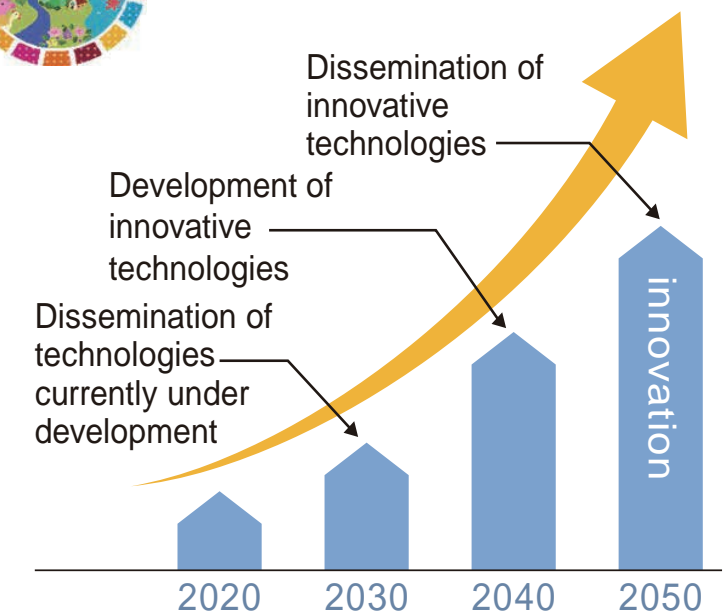 Dissemination of
innovative
technologies
Development of
innovative
technologies
Dissemination of
technologies
currently under
development
innovation
2020 2030 2040 2050